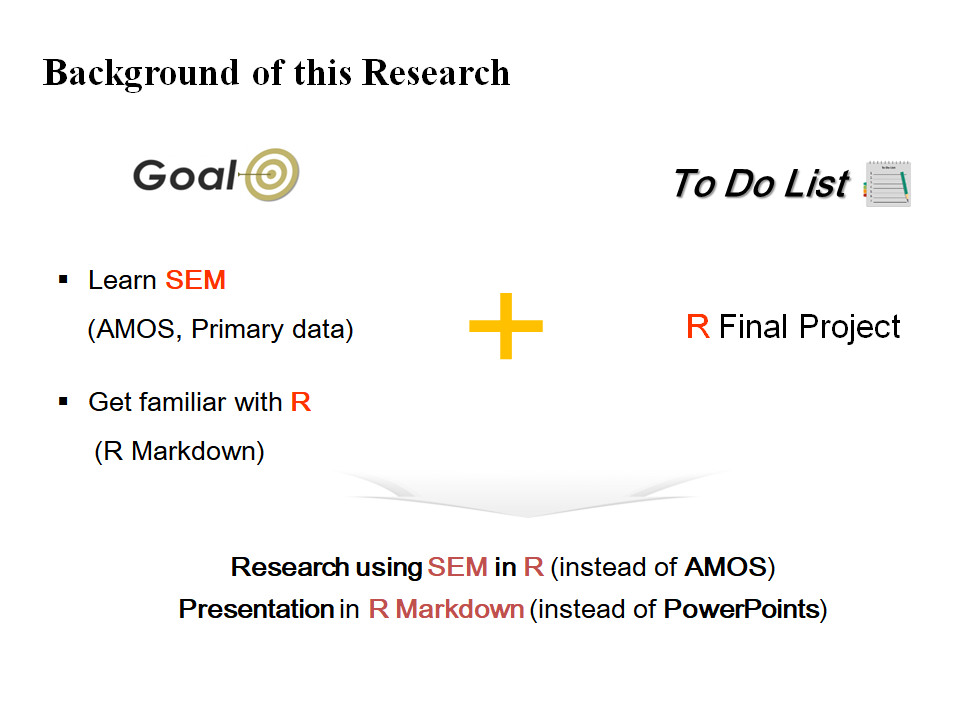 Background of this Research
Goal
To Do List
▪ Learn SEM
(AMOS, Primary data)
▪ Get familiar with R
(R Markdown)
+
R Final Project
Research using SEM in R (instead of AMOS)
Presentation in R Markdown (instead of PowerPoints)